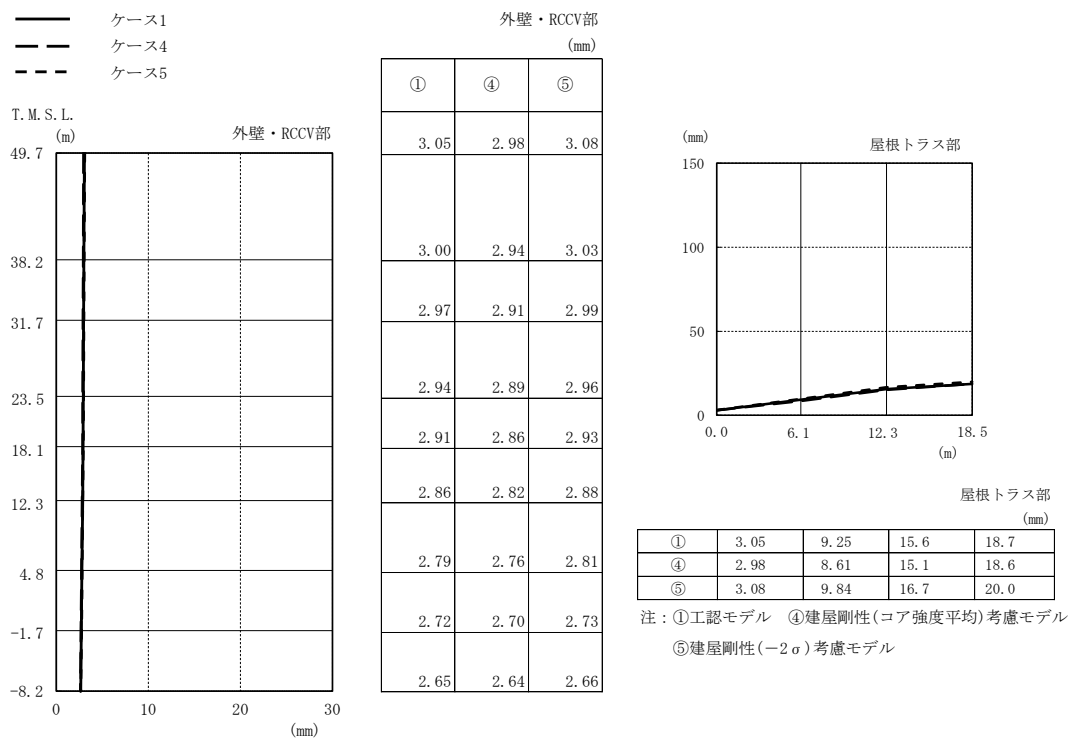 ケース1
ケース4
ケース5
T.M.S.L.
(m)
外壁・RCCV部
49.7
38.2
31.7
23.5
18.1
12.3
4.8
-1.7
-8.2
0 10 20 30
(mm)
外壁・RCCV部
(mm)
① ④ ⑤
3.05 2.98 3.08
3.00 2.94 3.03
2.97 2.91 2.99
2.94 2.89 2.96
2.91 2.86 2.93
2.86 2.82 2.88
2.79 2.76 2.81
2.72 2.70 2.73
2.65 2.64 2.66
(mm)
屋根トラス部
150
100
50
0
0.0 6.1 12.3 18.5
(m)
屋根トラス部
(mm)
① 3.05 9.25 15.6 18.7
④ 2.98 8.61 15.1 18.6
⑤ 3.08 9.84 16.7 20.0
注：①工認モデル ④建屋剛性(コア強度平均)考慮モデル
⑤建屋剛性(－2σ)考慮モデル